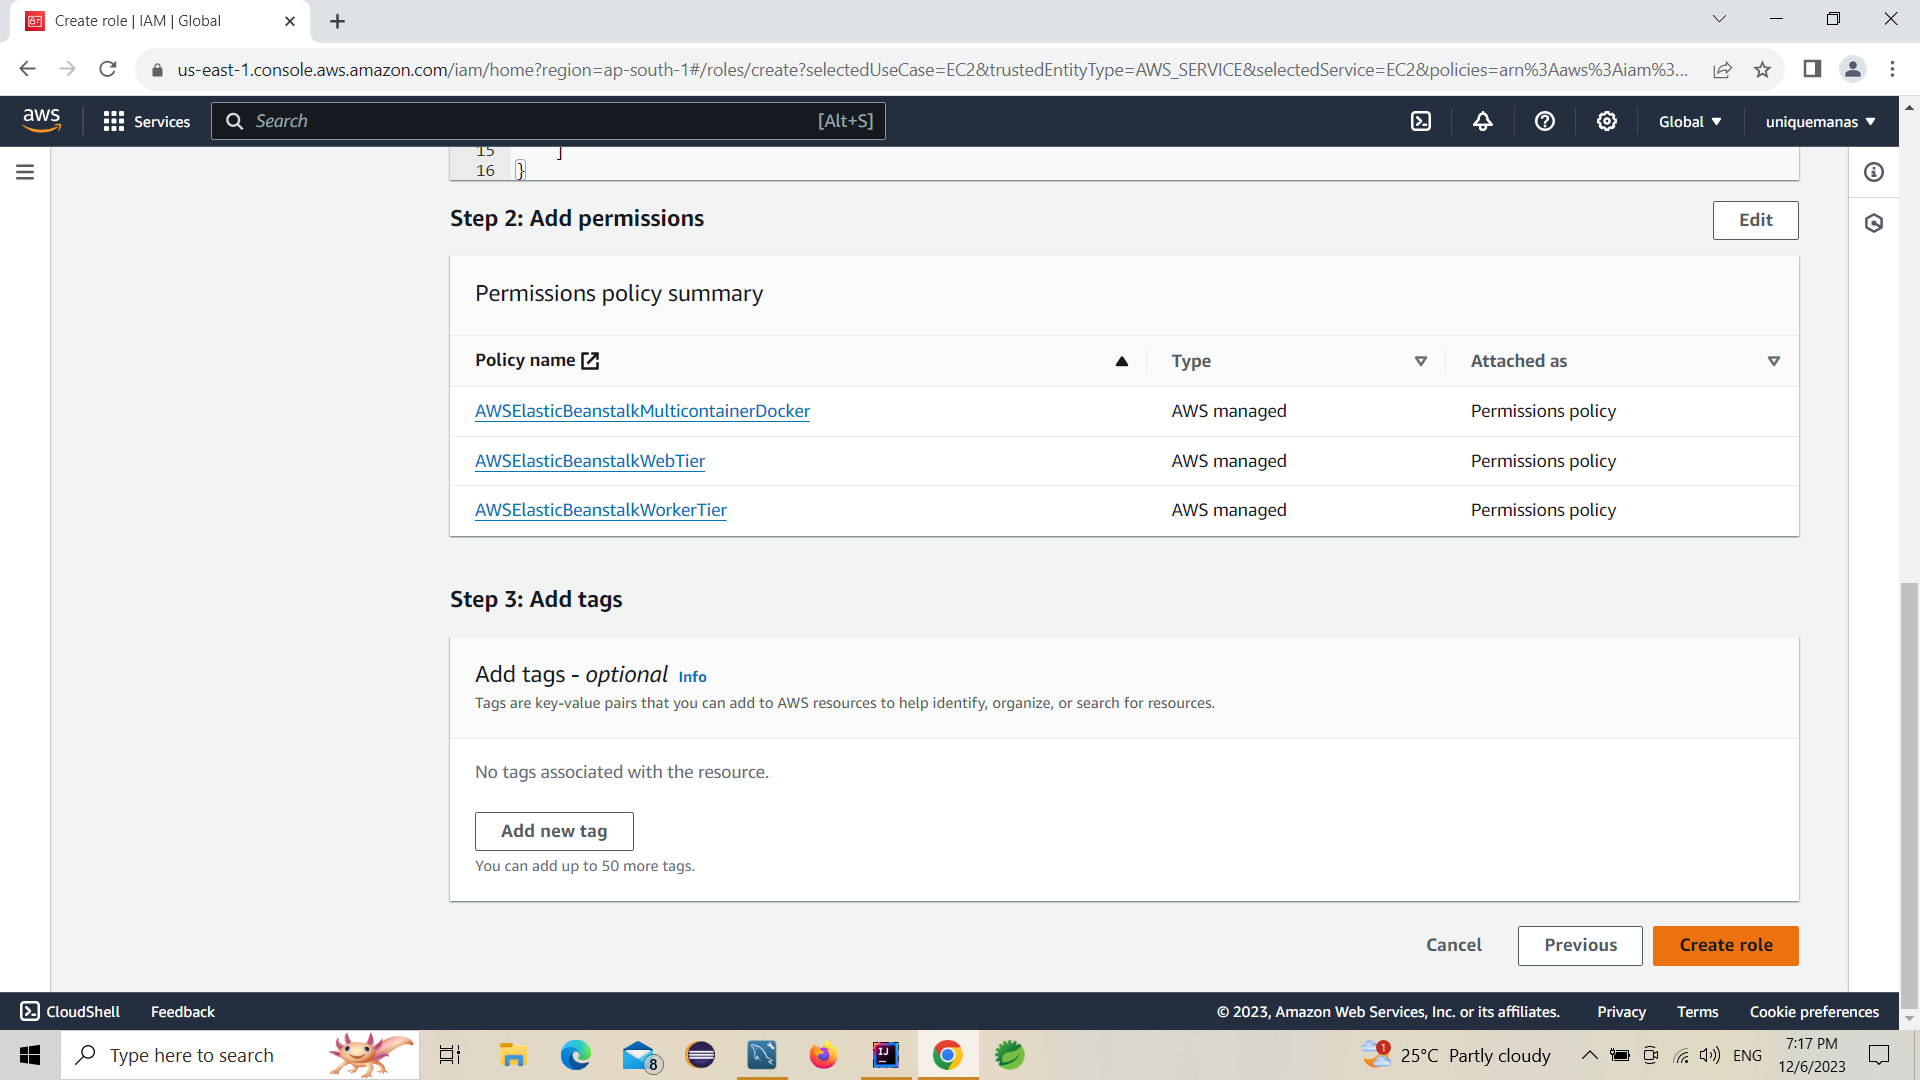 Create role | IAM | Global
us-east-1.console.aws.amazon.com/iam/home?region=ap-south-1#/roles/create?selectedUseCase=EC2&trustedEntityType=AWS_SERVICE&selectedService=EC2&policies=arn%3Aaws%3Aiam%3...
aws Services Search [Alt+S] Global uniquemanas
15 ]
16 }
Step 2: Add permissions Edit
Permissions policy summary
Policy name Type Attached as
AWSElasticBeanstalkMulticontainerDocker AWS managed Permissions policy
AWSElasticBeanstalkWebTier AWS managed Permissions policy
AWSElasticBeanstalkWorkerTier AWS managed Permissions policy
Step 3: Add tags
Add tags - optional Info
Tags are key-value pairs that you can add to AWS resources to help identify, organize, or search for resources.
No tags associated with the resource.
Add new tag
You can add up to 50 more tags.
Cancel Previous Create role
CloudShell Feedback © 2023, Amazon Web Services, Inc. or its affiliates. Privacy Terms Cookie preferences
Type here to search 8 IJ 1 25°C Partly cloudy ENG 7:17 PM
12/6/2023